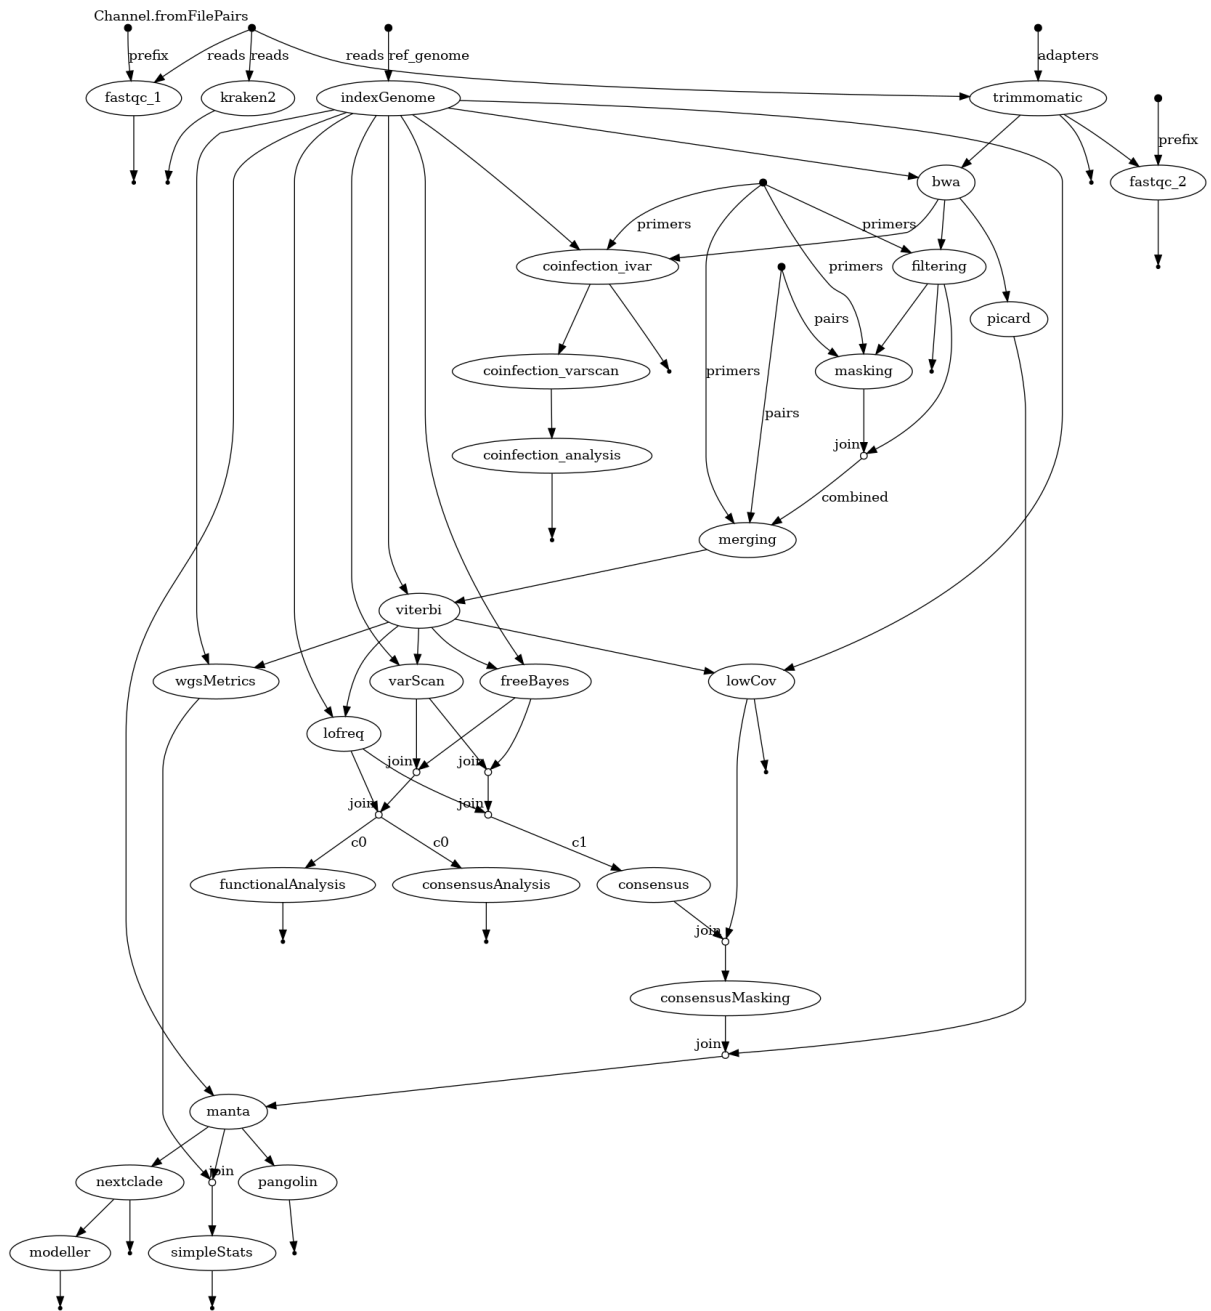 Channel.fromFilePairs
prefix
reads
reads
reads
ref_genome
adapters
fastqc_1
kraken2
indexGenome
trimmomatic
prefix
bwa
fastqc_2
primers
primers
coinfection_ivar
primers
filtering
pairs
picard
coinfection_varscan
primers
masking
pairs
join
coinfection_analysis
combined
merging
viterbi
wgsMetrics
varScan
freeBayes
lowCov
lofreq
join
join
join
join
c0
c0
c1
functionalAnalysis
consensusAnalysis
consensus
join
consensusMasking
join
manta
join
nextclade
pangolin
modeller
simpleStats